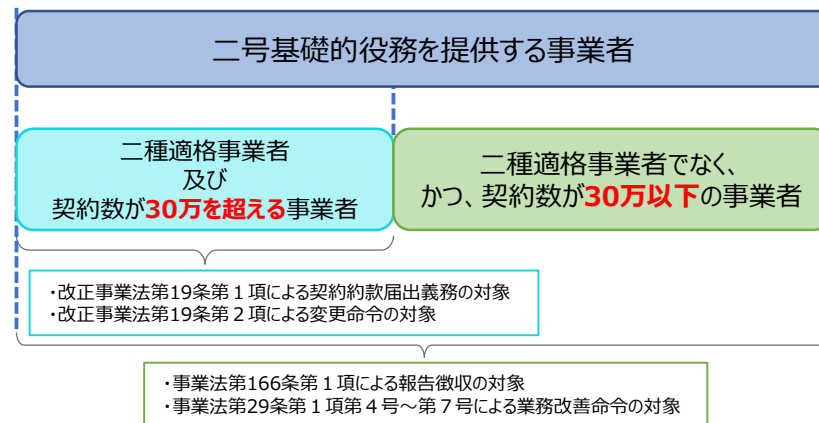 二号基礎的役務を提供する事業者
二種適格事業者
及び
契約数が30万を超える事業者
二種適格事業者でなく、
かつ、契約数が30万以下の事業者
・改正事業法第19条第１項による契約約款届出義務の対象
・改正事業法第19条第２項による変更命令の対象
・事業法第166条第１項による報告徴収の対象
・事業法第29条第１項第４号～第７号による業務改善命令の対象